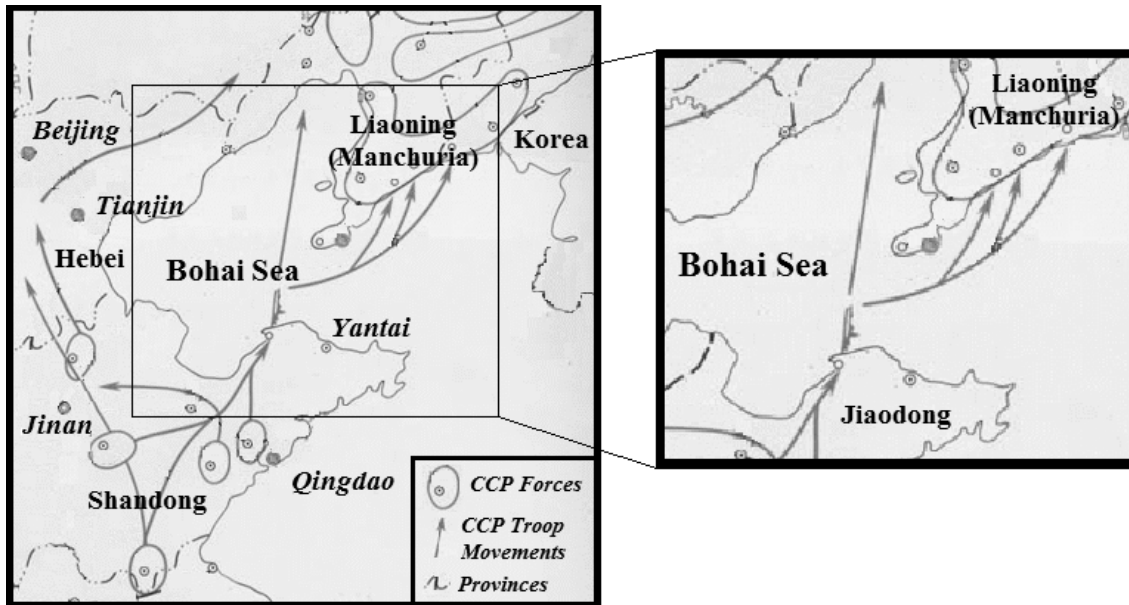 Beijing
Liaoning
(Manchuria)
Korea
Tianjin
Hebei
Bohai Sea
Yantai
Jinan
Qingdao
Shandong
CCP Forces
CCP Troop
Movements
Provinces
Liaoning
(Manchuria)
Bohai Sea
Jiaodong